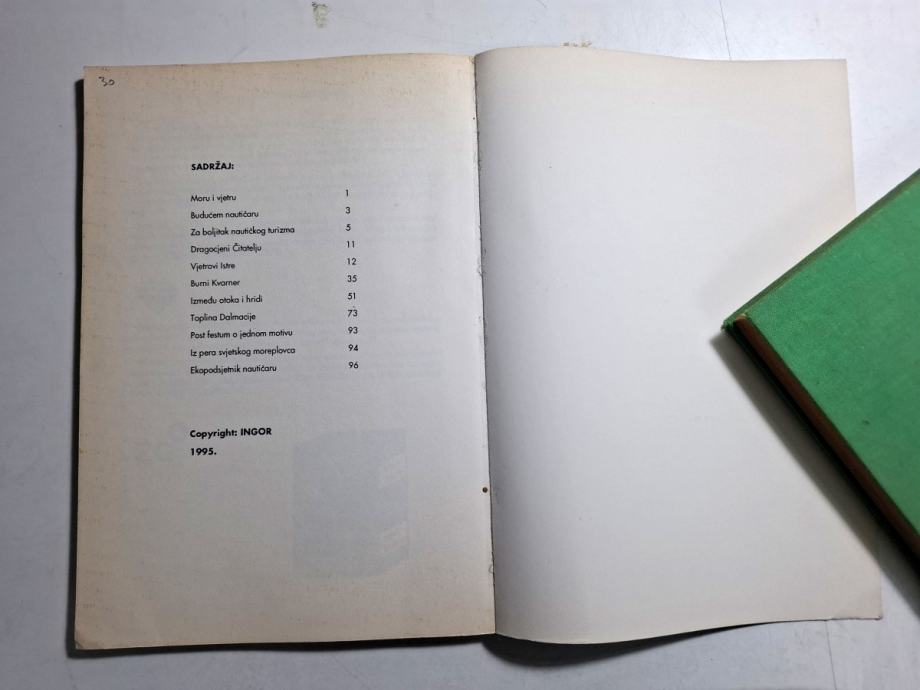 30
SADRŽAJ:
Moru i vjetru 1
Budućem nautičaru 3
Za boljitak nautičkog turizma 5
Dragocjeni Čitatelju 11
Vjetrovi Istre 12
Burni Kvarner 35
Između otoka i hridi 51
Toplina Dalmacije 73
Post festum o jednom motivu 93
Iz pera svjetskog moreplovca 94
Ekopodsjetnik nautičaru 96
Copyright: INGOR
1995.